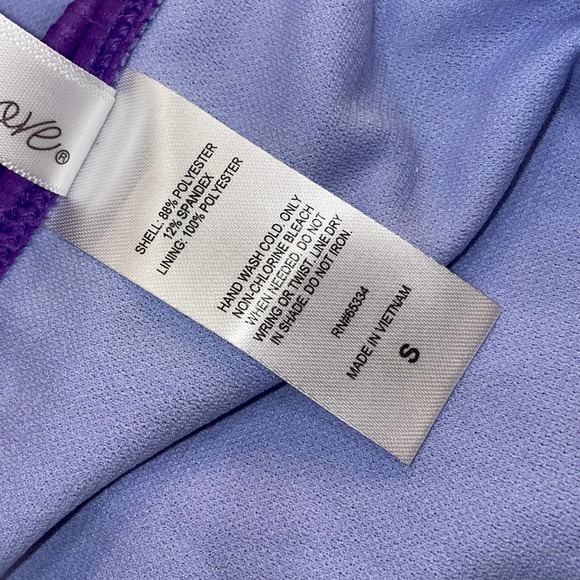 ove®
SHELL: 88% POLYESTER
12% SPANDEX
LINING: 100% POLYESTER
HAND WASH COLD ONLY
NON-CHLORINE BLEACH
WHEN NEEDED. DO NOT
WRING OR TWIST. LINE DRY
IN SHADE. DO NOT IRON.
RN#65334
MADE IN VIETNAM
S